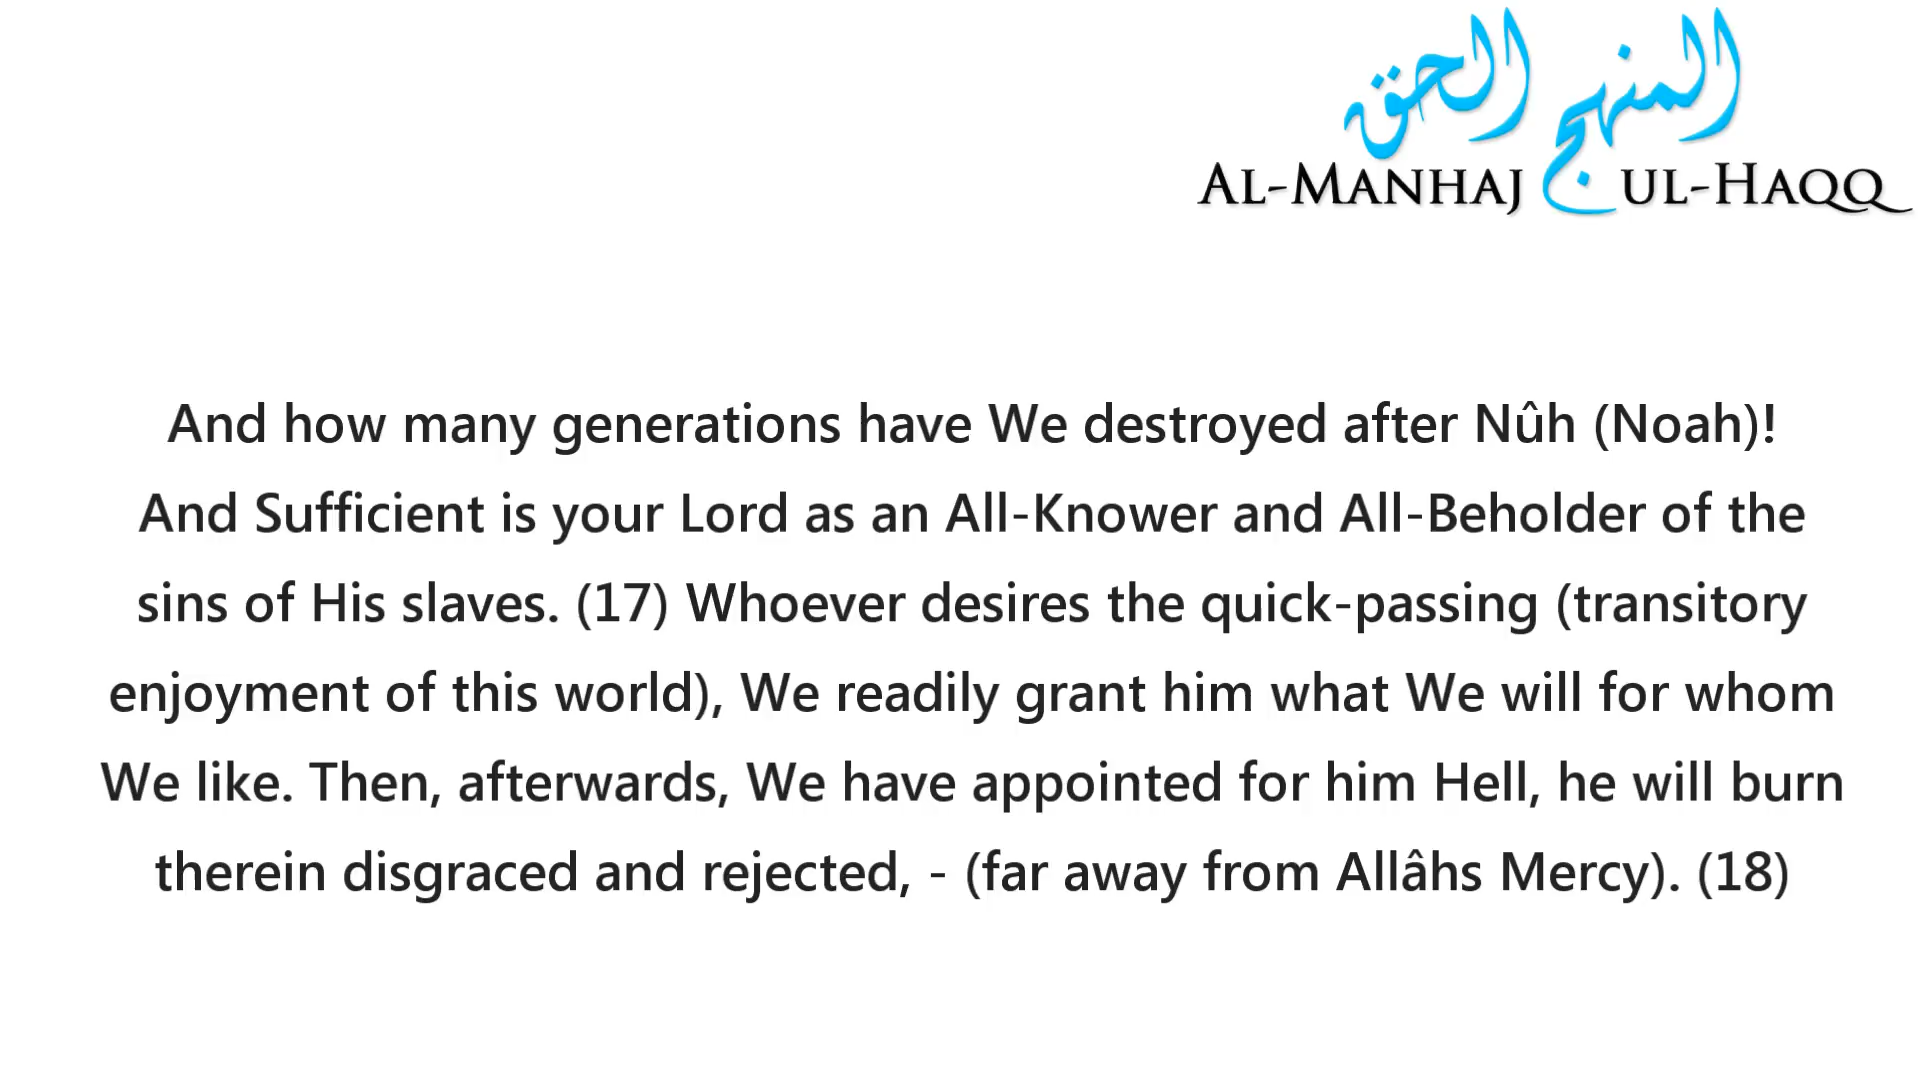 المنهج الحق
AL-MANHAJ UL-HAQQ
And how many generations have We destroyed after Nûh (Noah)!
And Sufficient is your Lord as an All-Knower and All-Beholder of the
sins of His slaves. (17) Whoever desires the quick-passing (transitory
enjoyment of this world), We readily grant him what We will for whom
We like. Then, afterwards, We have appointed for him Hell, he will burn
therein disgraced and rejected, - (far away from Allâhs Mercy). (18)